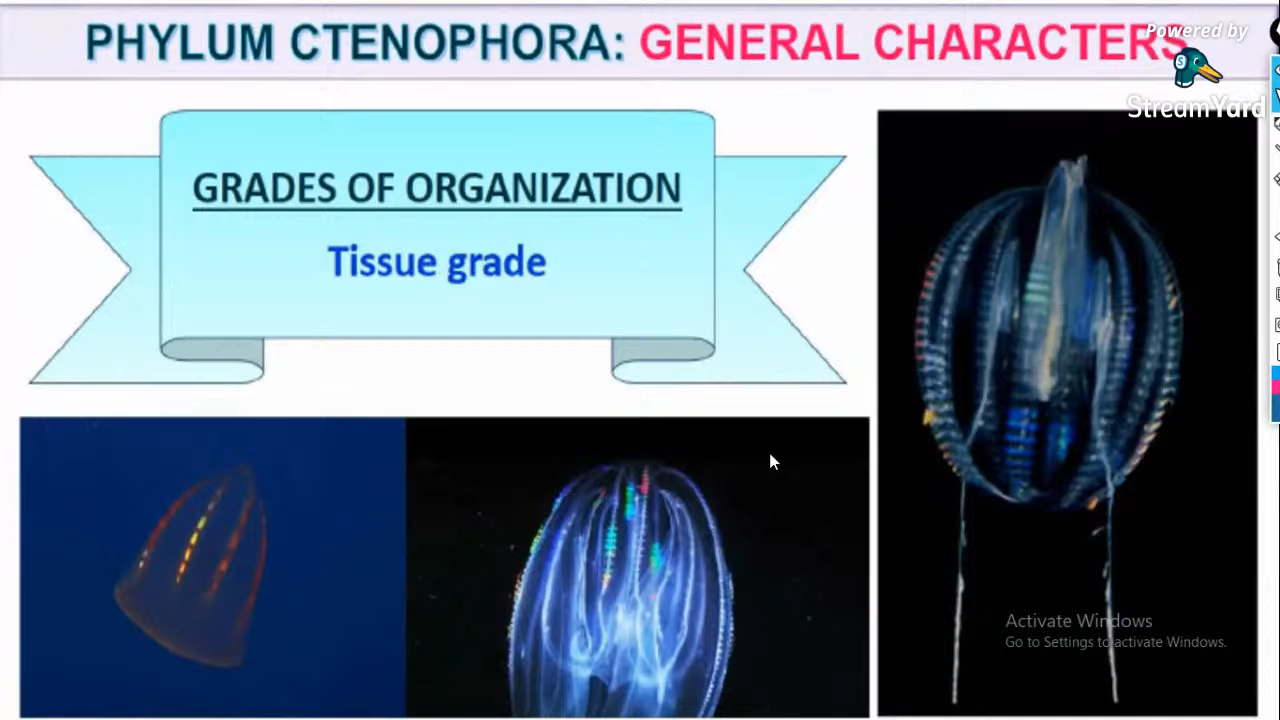 PHYLUM CTENOPHORA: GENERAL CHARACTERS
Powered by
StreamYard
GRADES OF ORGANIZATION
Tissue grade
Activate Windows
Go to Settings to activate Windows.